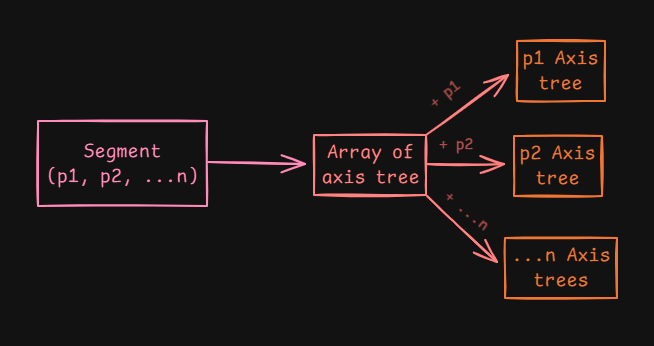 Segment
(p1, p2, ...n)
Array of
axis tree
+ p1
+ p2
+ ...n
p1 Axis
tree
p2 Axis
tree
...n Axis
trees